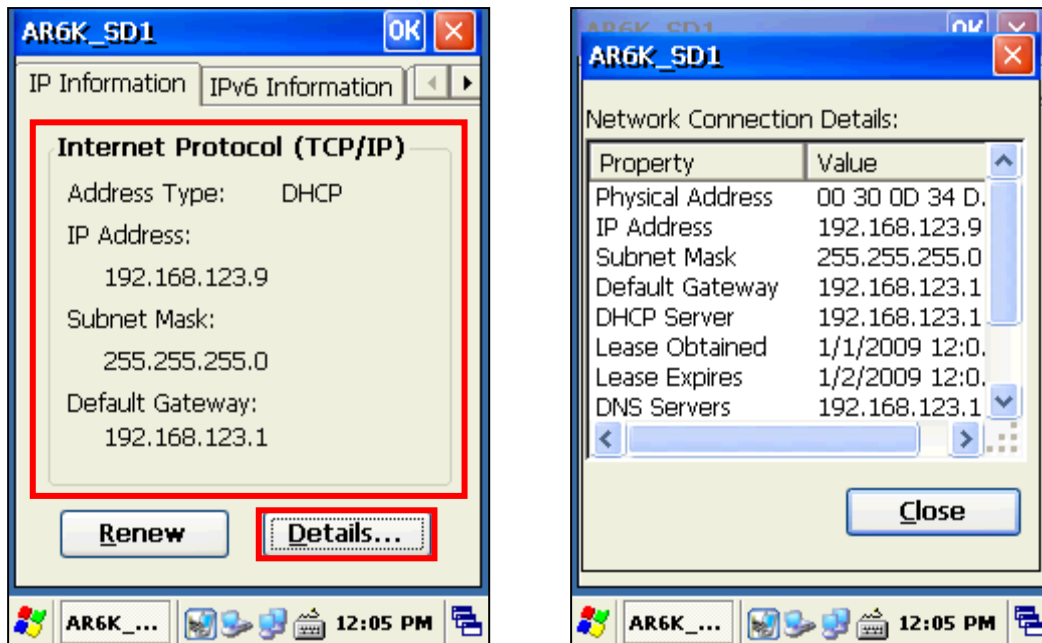 AR6K_SD1 OK
IP Information IPv6 Information
Internet Protocol (TCP/IP)
Address Type: DHCP
IP Address:
192.168.123.9
Subnet Mask:
255.255.255.0
Default Gateway:
192.168.123.1
Renew Details...
AR6K_... 12:05 PM
AR6K_SD1 OK
AR6K_SD1
Network Connection Details:
Property Value
Physical Address 00 30 0D 34 D.
IP Address 192.168.123.9
Subnet Mask 255.255.255.0
Default Gateway 192.168.123.1
DHCP Server 192.168.123.1
Lease Obtained 1/1/2009 12:0.
Lease Expires 1/2/2009 12:0.
DNS Servers 192.168.123.1
Close
AR6K_... 12:05 PM